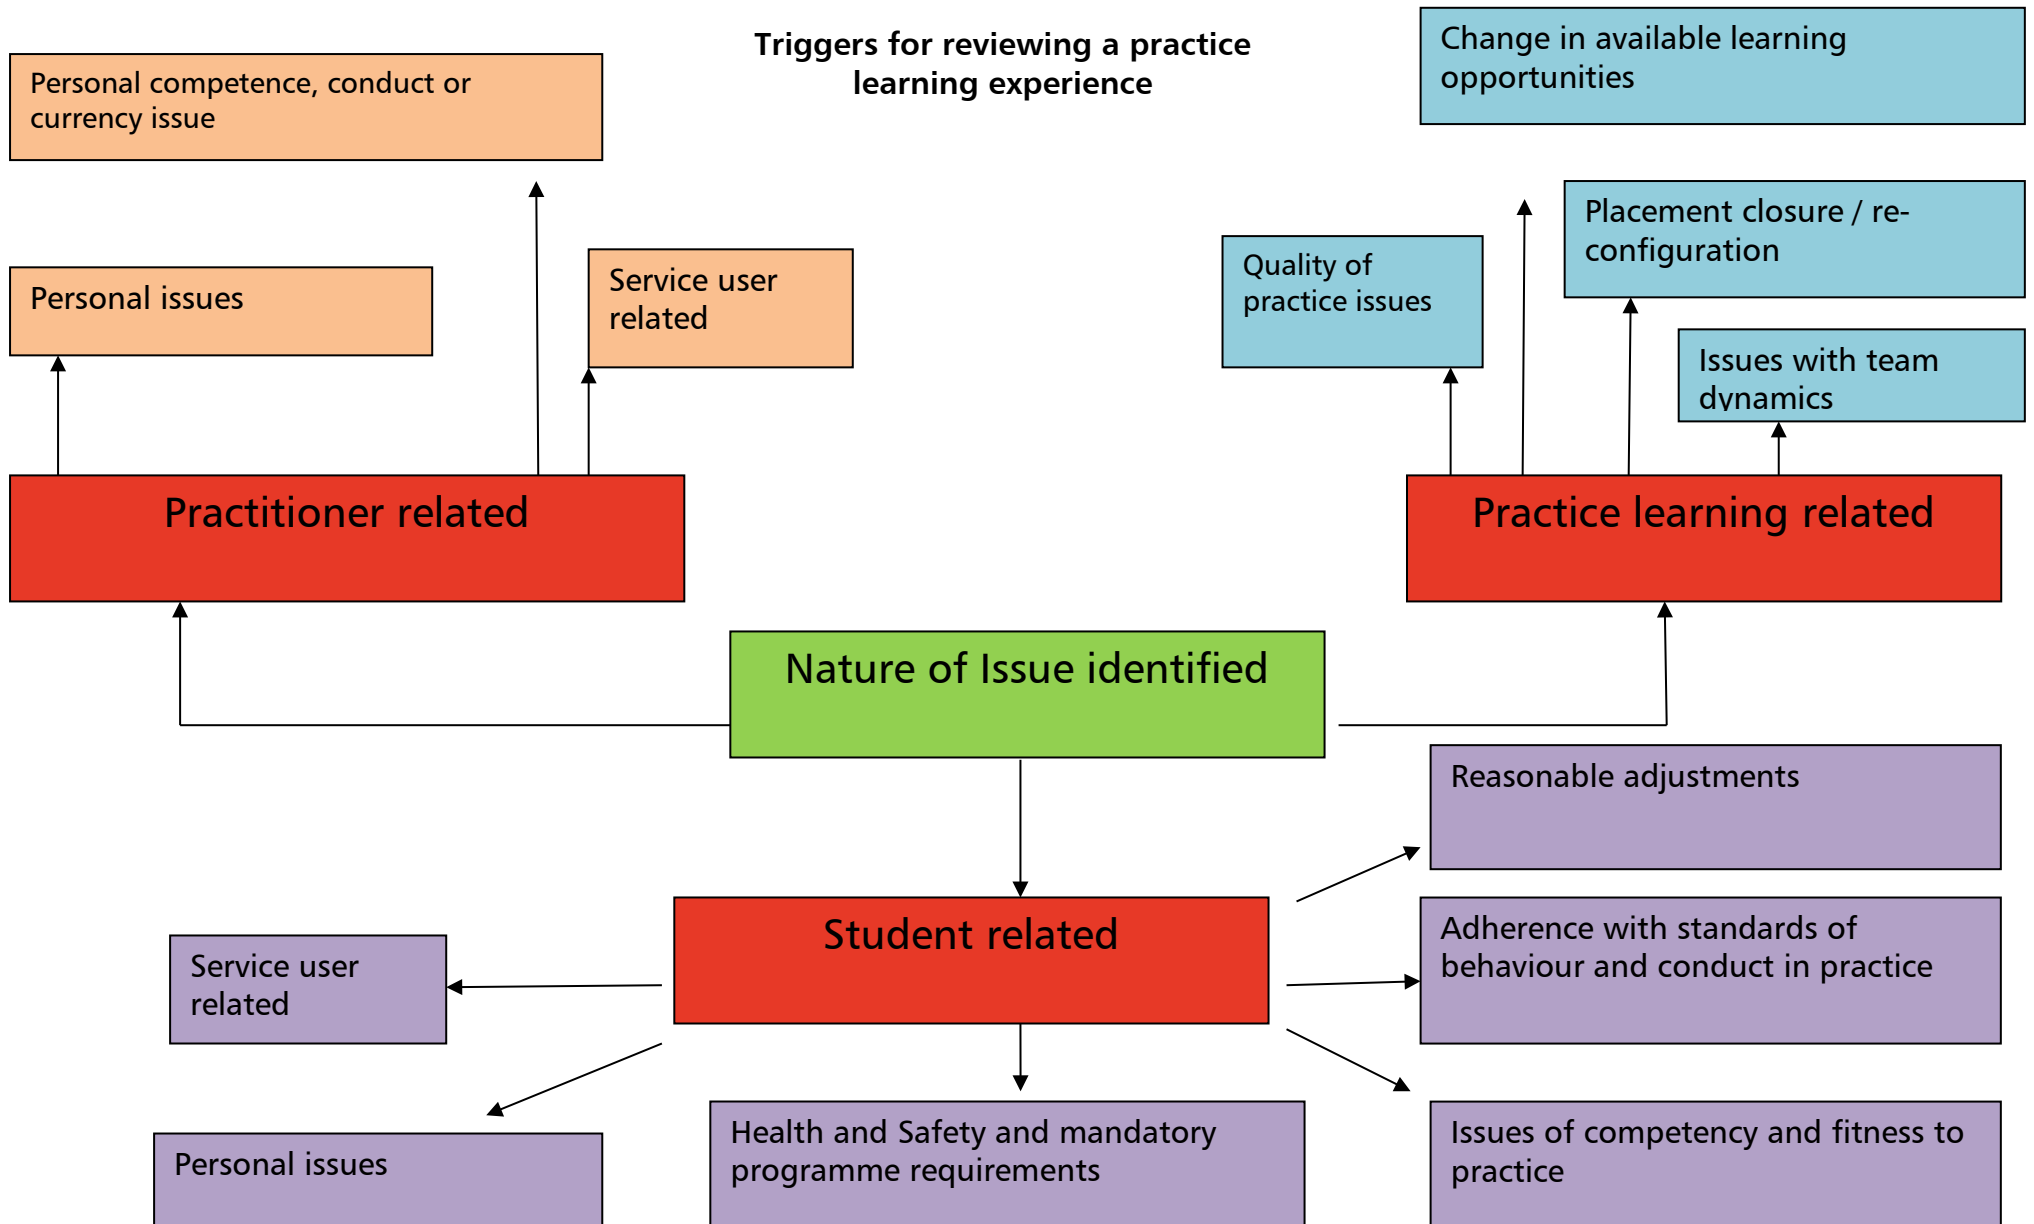 Triggers for reviewing a practice
learning experience
Personal competence, conduct or
currency issue
Personal issues
Service user
related
Change in available learning
opportunities
Placement closure / re-
configuration
Quality of
practice issues
Issues with team
dynamics
Practitioner related
Practice learning related
Nature of Issue identified
Reasonable adjustments
Student related
Adherence with standards of
behaviour and conduct in practice
Service user
related
Personal issues
Health and Safety and mandatory
programme requirements
Issues of competency and fitness to
practice